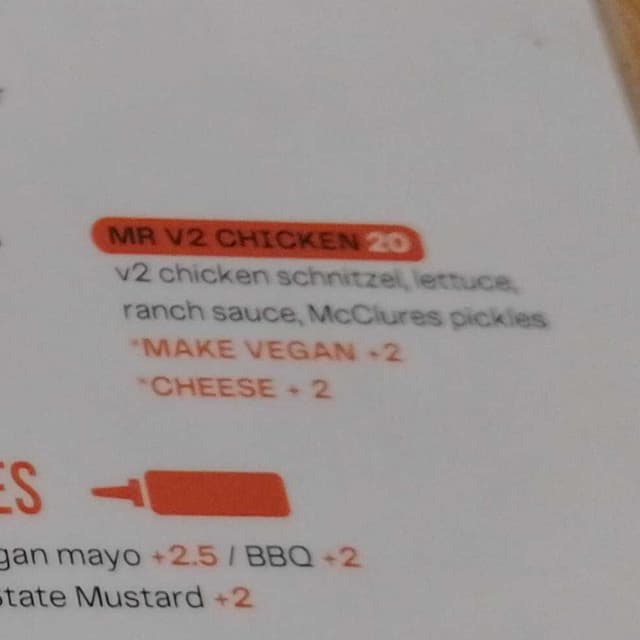 MR V2 CHICKEN 20
v2 chicken schnitzel, lettuce,
ranch sauce, McClures pickles
*MAKE VEGAN +2
*CHEESE + 2
ES
gan mayo +2.5 / BBQ +2
State Mustard +2